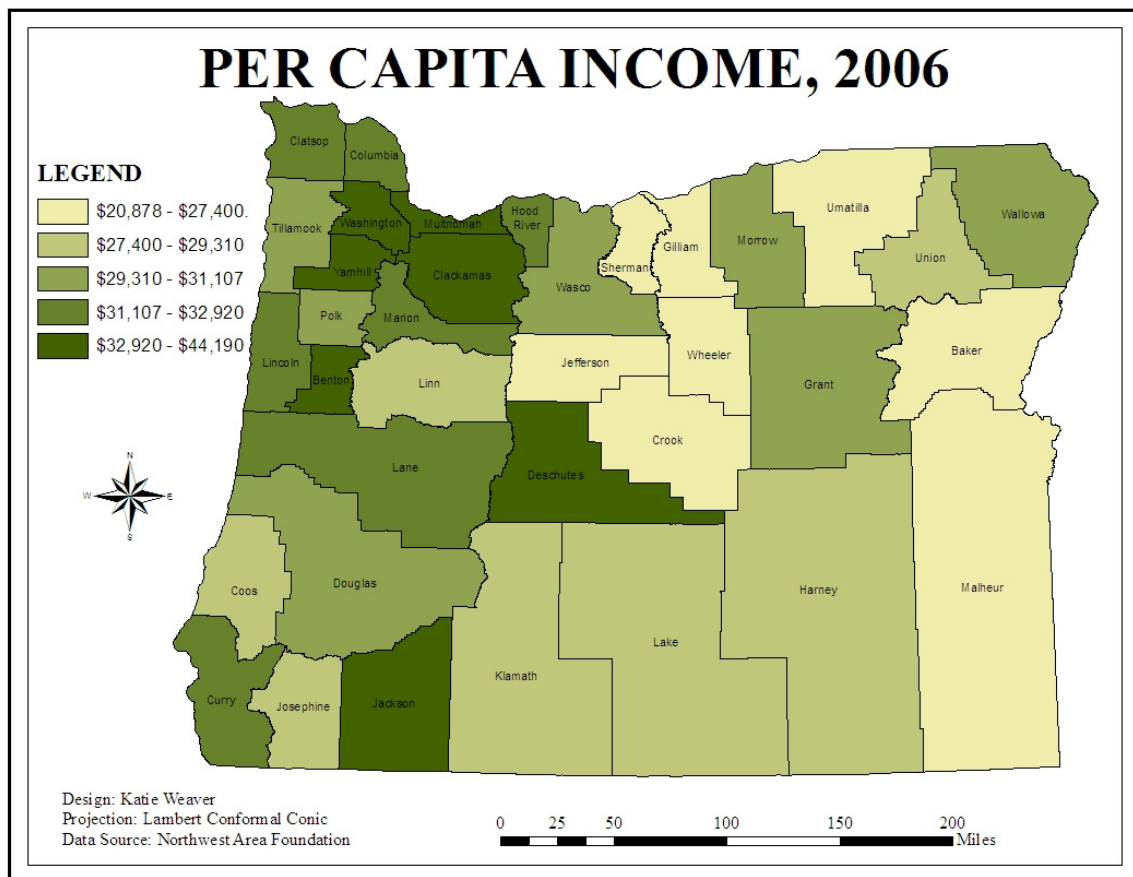 PER CAPITA INCOME, 2006
LEGEND
$20,878 - $27,400.
$27,400 - $29,310
$29,310 - $31,107
$31,107 - $32,920
$32,920 - $44,190
Clatsop
Columbia
Tillamook
Washington
Multnomah
Hood
River
Yamhill
Clackamas
Wasco
Sherman
Gilliam
Morrow
Umatilla
Union
Wallowa
Polk
Marion
Lincoln
Benton
Linn
Jefferson
Wheeler
Grant
Baker
Crook
Lane
Deschutes
Coos
Douglas
Harney
Malheur
Lake
Klamath
Curry
Josephine
Jackson
N
W E
S
Design: Katie Weaver
Projection: Lambert Conformal Conic
Data Source: Northwest Area Foundation
0 25 50 100 150 200
Miles